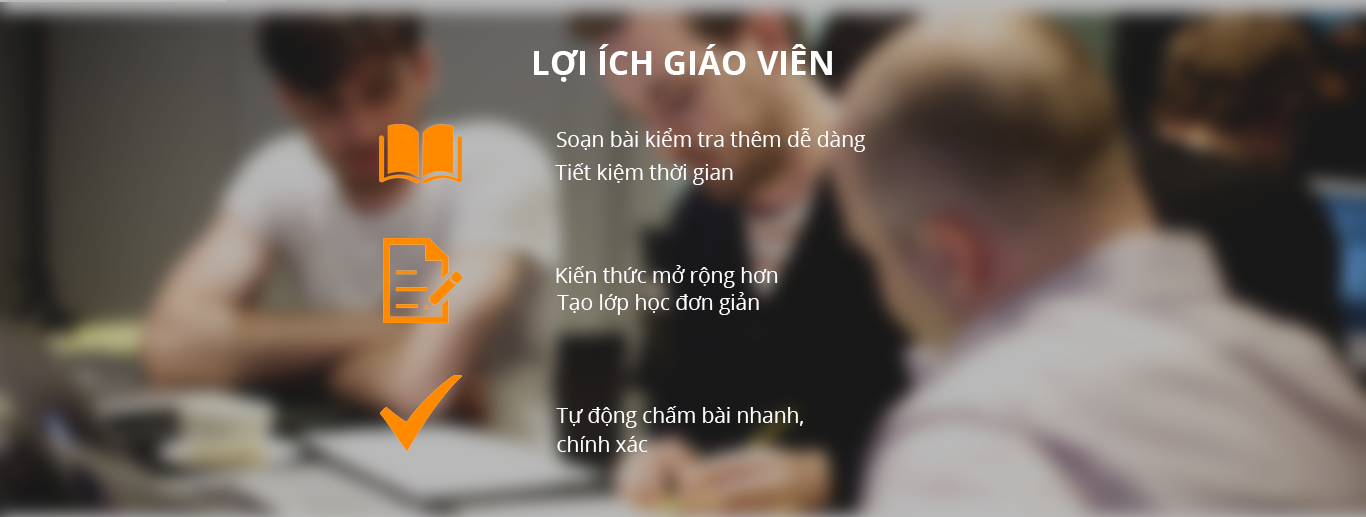 LỢI ÍCH GIÁO VIÊN
Soạn bài kiểm tra thêm dễ dàng
Tiết kiệm thời gian
Kiến thức mở rộng hơn
Tạo lớp học đơn giản
Tự động chấm bài nhanh,
chính xác